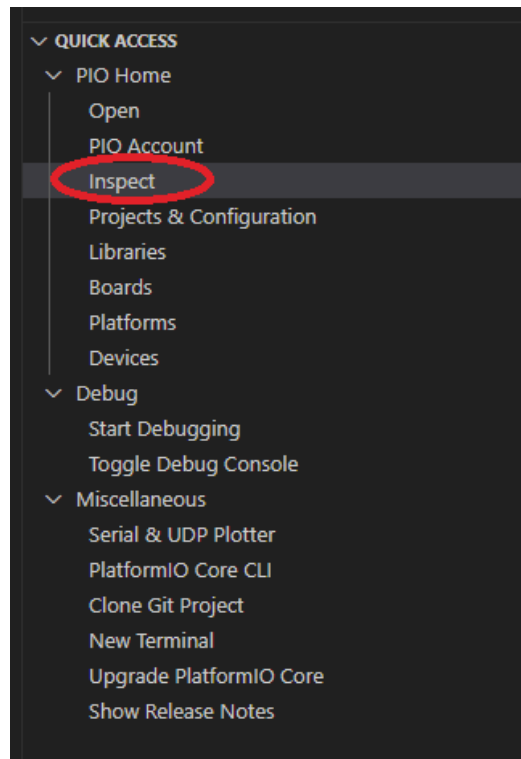 QUICK ACCESS
PIO Home
Open
PIO Account
Inspect
Projects & Configuration
Libraries
Boards
Platforms
Devices
Debug
Start Debugging
Toggle Debug Console
Miscellaneous
Serial & UDP Plotter
PlatformIO Core CLI
Clone Git Project
New Terminal
Upgrade PlatformIO Core
Show Release Notes